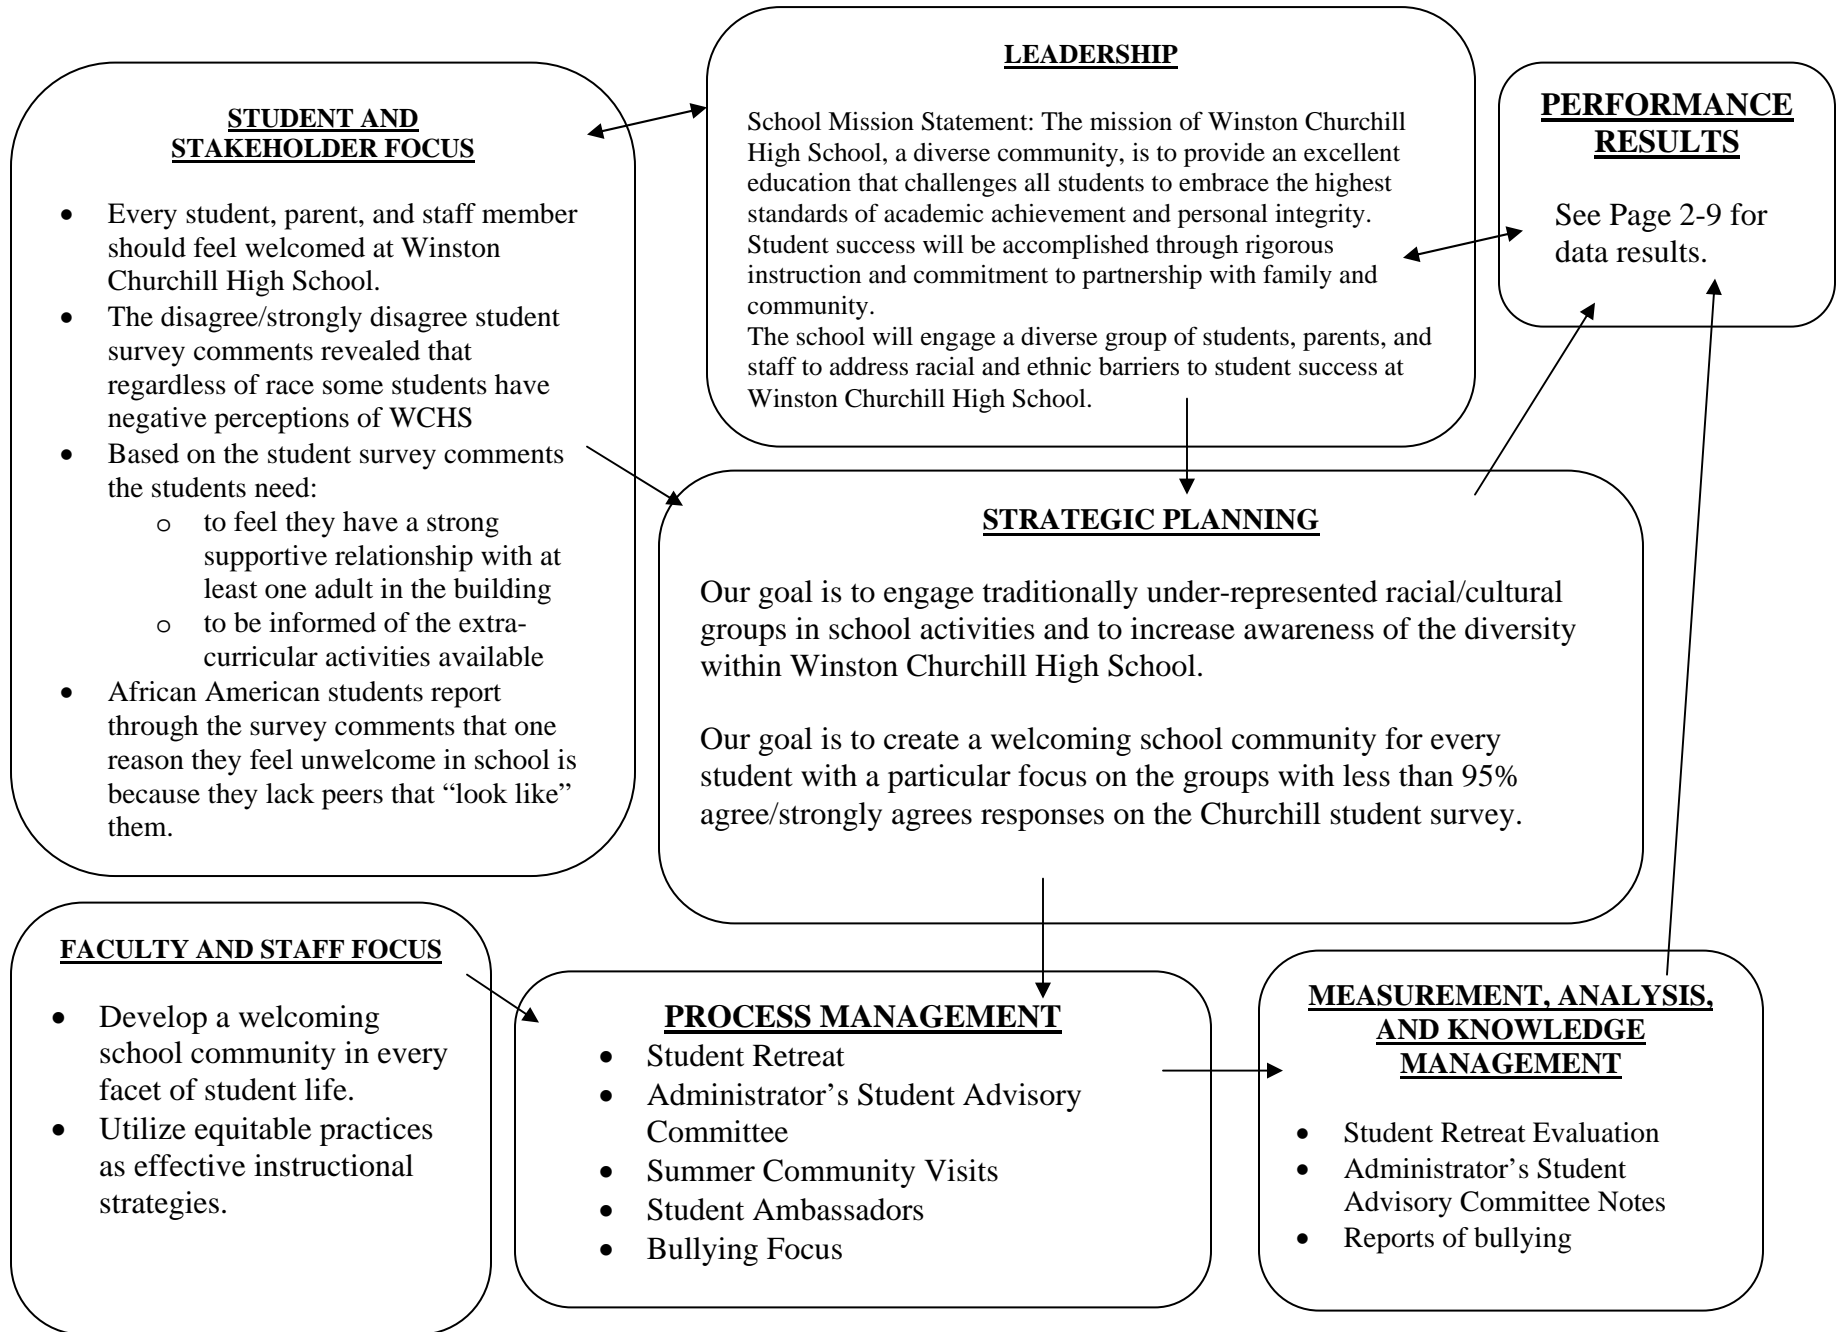 STUDENT AND
STAKEHOLDER FOCUS
• Every student, parent, and staff member
should feel welcomed at Winston
Churchill High School.
• The disagree/strongly disagree student
survey comments revealed that
regardless of race some students have
negative perceptions of WCHS
• Based on the student survey comments
the students need:
o to feel they have a strong
supportive relationship with at
least one adult in the building
o to be informed of the extra-
curricular activities available
• African American students report
through the survey comments that one
reason they feel unwelcome in school is
because they lack peers that “look like”
them.
LEADERSHIP
School Mission Statement: The mission of Winston Churchill
High School, a diverse community, is to provide an excellent
education that challenges all students to embrace the highest
standards of academic achievement and personal integrity.
Student success will be accomplished through rigorous
instruction and commitment to partnership with family and
community.
The school will engage a diverse group of students, parents, and
staff to address racial and ethnic barriers to student success at
Winston Churchill High School.
PERFORMANCE
RESULTS
See Page 2-9 for
data results.
STRATEGIC PLANNING
Our goal is to engage traditionally under-represented racial/cultural
groups in school activities and to increase awareness of the diversity
within Winston Churchill High School.
Our goal is to create a welcoming school community for every
student with a particular focus on the groups with less than 95%
agree/strongly agrees responses on the Churchill student survey.
FACULTY AND STAFF FOCUS
• Develop a welcoming
school community in every
facet of student life.
• Utilize equitable practices
as effective instructional
strategies.
PROCESS MANAGEMENT
• Student Retreat
• Administrator’s Student Advisory
Committee
• Summer Community Visits
• Student Ambassadors
• Bullying Focus
MEASUREMENT, ANALYSIS,
AND KNOWLEDGE
MANAGEMENT
• Student Retreat Evaluation
• Administrator’s Student
Advisory Committee Notes
• Reports of bullying